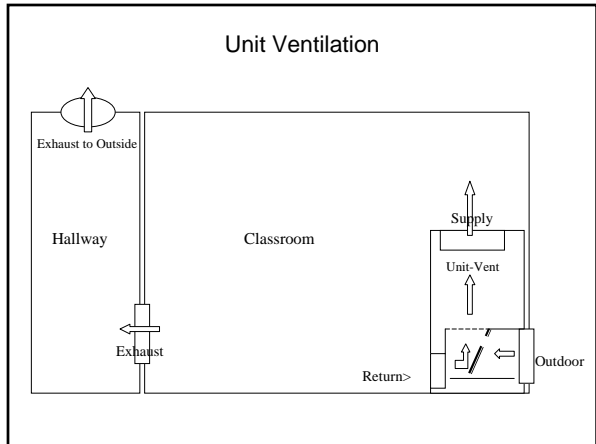 Unit Ventilation
Exhaust to Outside
Supply
Hallway
Classroom
Unit-Vent
Exhaust
Outdoor
Return>